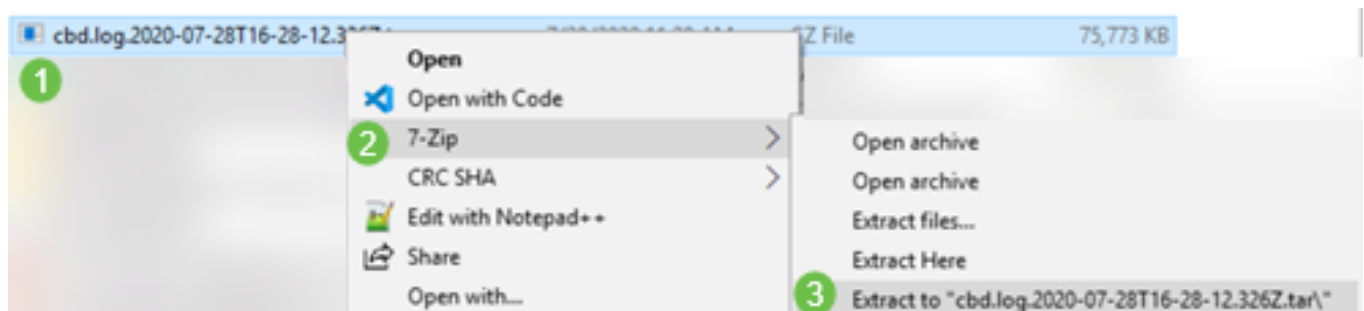 cbd.log.2020-07-28T16-28-12.3 GZ File 75,773 KB
1
Open
Open with Code
2 7-Zip
Open archive
CRC SHA
Open archive
Edit with Notepad++
Extract files...
Share
Extract Here
Open with...
3 Extract to "cbd.log.2020-07-28T16-28-12.326Z.tar\"